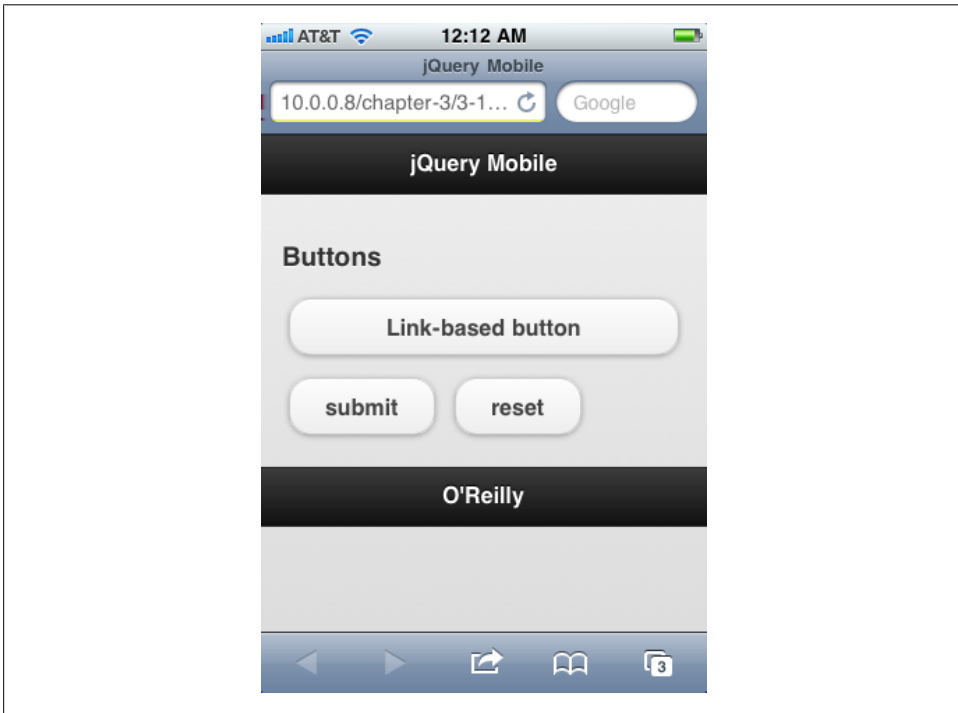 AT&T 12:12 AM
jQuery Mobile
10.0.0.8/chapter-3/3-1... Google
jQuery Mobile
Buttons
Link-based button
submit reset
O'Reilly
3